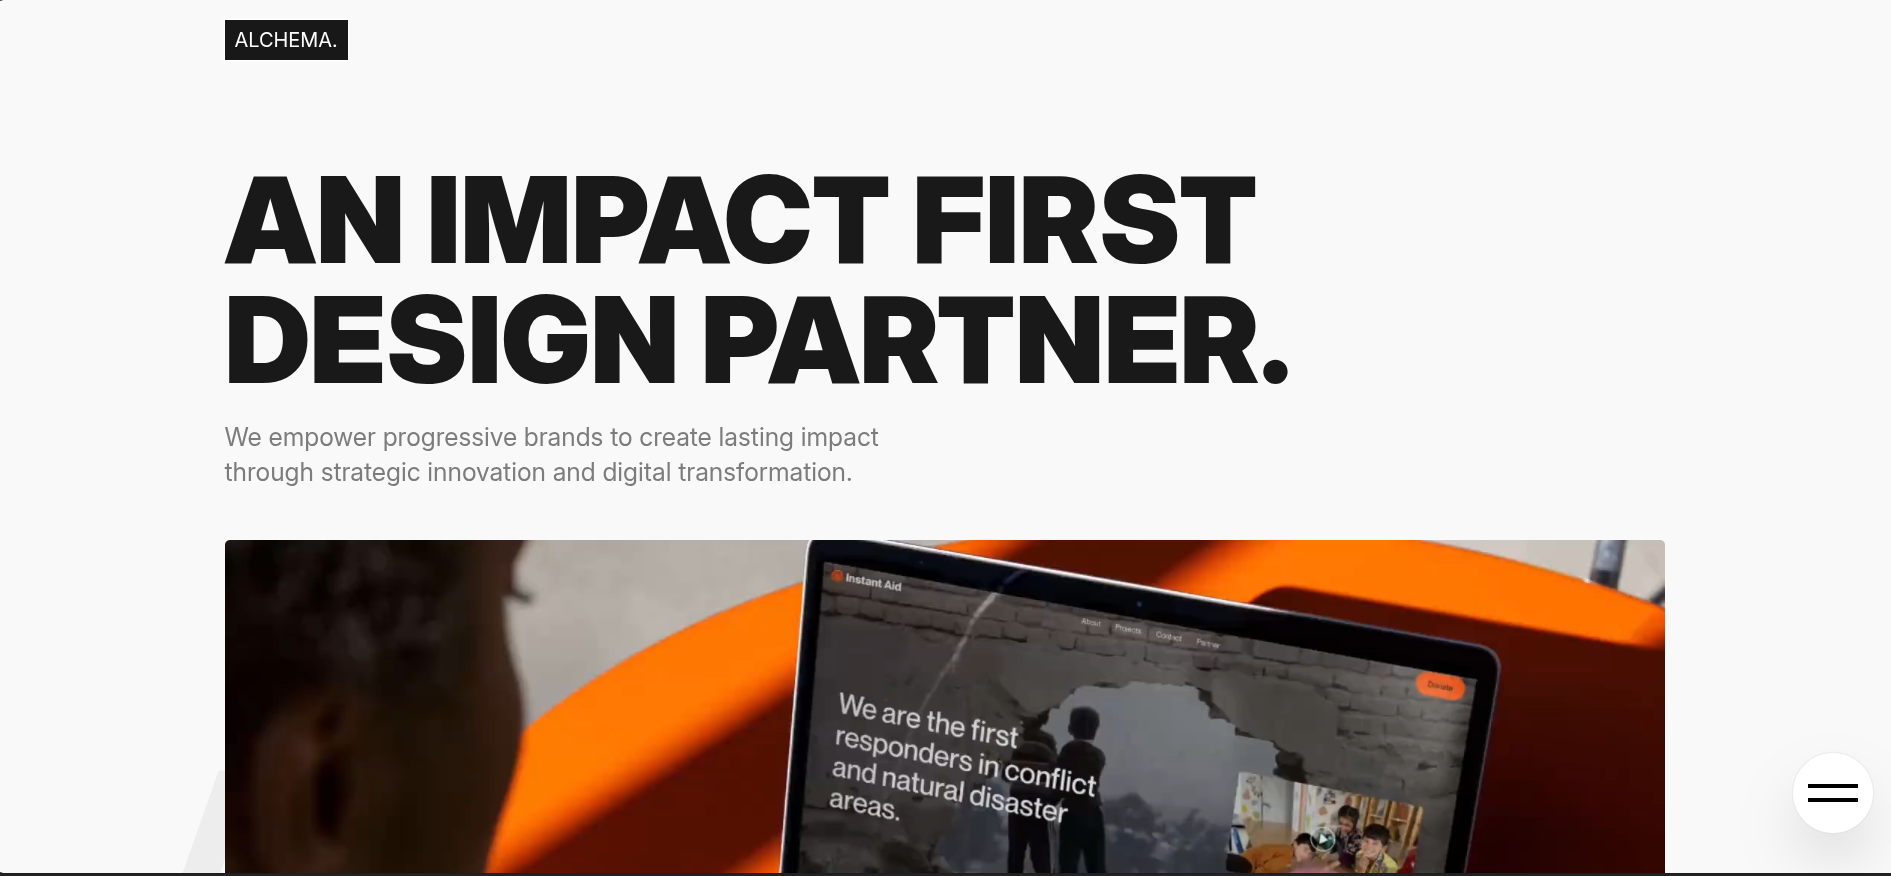 ALCHEMA.
AN IMPACT FIRST
DESIGN PARTNER.
We empower progressive brands to create lasting impact
through strategic innovation and digital transformation.
Instant Aid
About Projects Contact Partner
Donate
We are the first
responders in conflict
and natural disaster
areas.